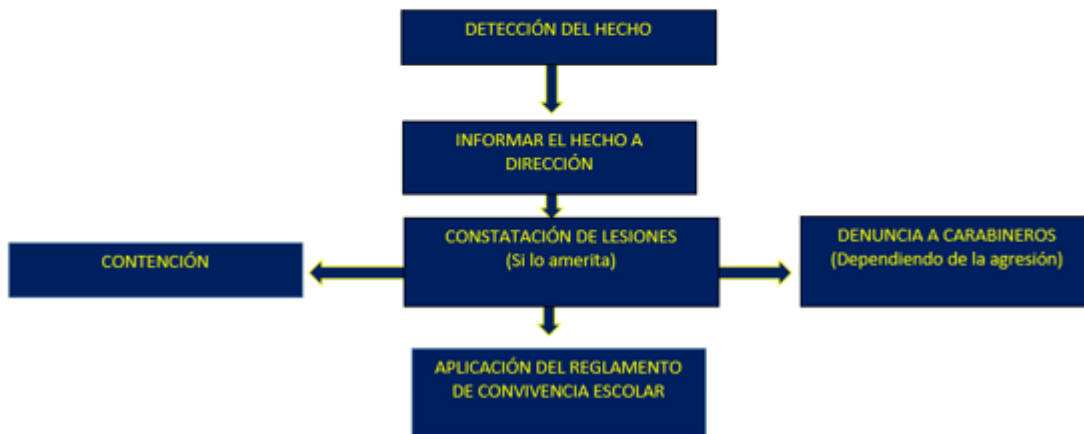 DETECCIÓN DEL HECHO
INFORMAR EL HECHO A
DIRECCIÓN
CONSTATACIÓN DE LESIONES
(Si lo amerita)
CONTENCIÓN
DENUNCIA A CARABINEROS
(Dependiendo de la agresión)
APLICACIÓN DEL REGLAMENTO
DE CONVIVENCIA ESCOLAR